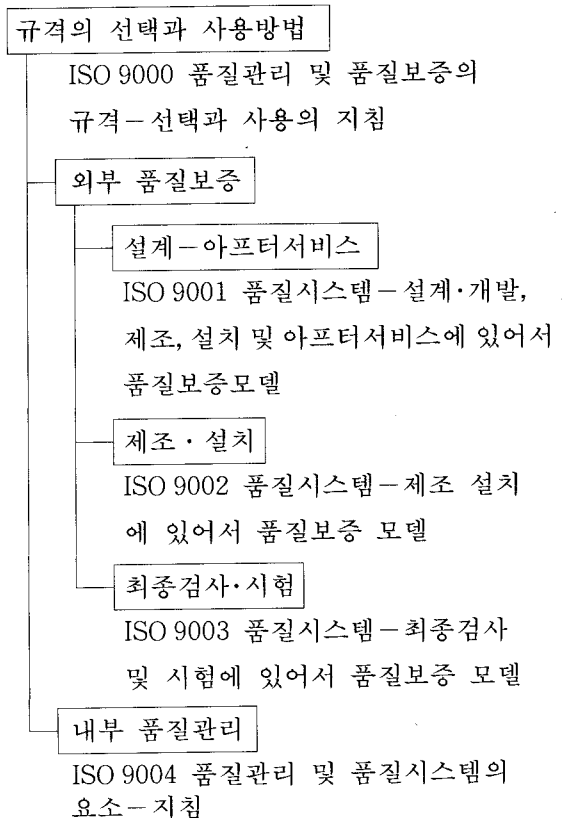 규격의 선택과 사용방법
ISO 9000 품질관리 및 품질보증의
규격－선택과 사용의 지침
외부 품질보증
설계－아프터서비스
ISO 9001 품질시스템－설계·개발,
제조, 설치 및 아프터서비스에 있어서
품질보증모델
제조·설치
ISO 9002 품질시스템－제조 설치
에 있어서 품질보증 모델
최종검사·시험
ISO 9003 품질시스템－최종검사
및 시험에 있어서 품질보증 모델
내부 품질관리
ISO 9004 품질관리 및 품질시스템의
요소－지침